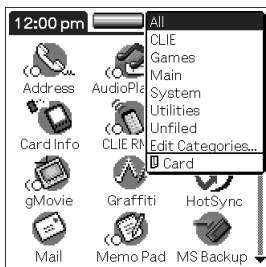 12:00 pm
All
CLIE
Games
Main
System
Utilities
Unfiled
Edit Categories...
Card
Address
Card Info
CLIE
gMovie
Graffiti
HotSync
Mail
Memo Pad
MS Backup